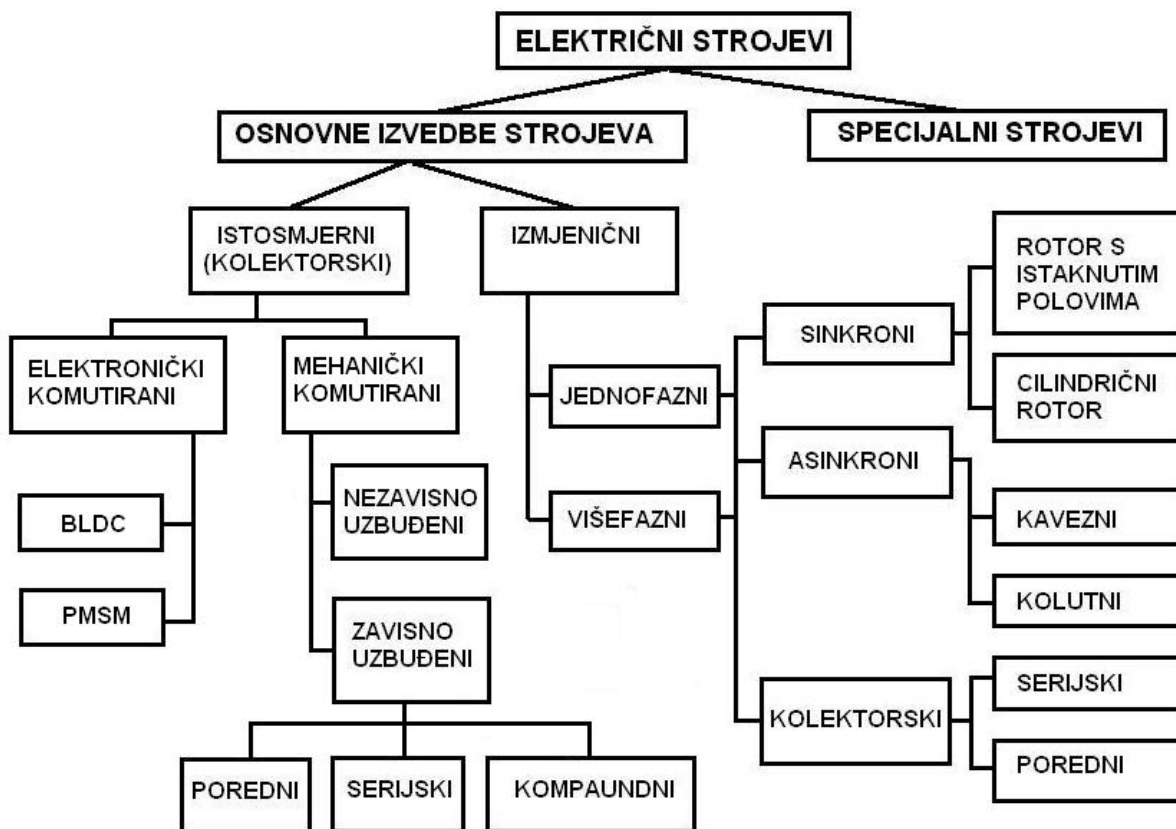 ELEKTRIČNI STROJEVI
OSNOVNE IZVEDBE STROJEVA
SPECIJALNI STROJEVI
ISTOSMJERNI
(KOLEKTORSKI)
IZMJENIČNI
ELEKTRONIČKI
KOMUTIRANI
MEHANIČKI
KOMUTIRANI
BLDC
PMSM
NEZAVISNO
UZBUĐENI
ZAVISNO
UZBUĐENI
POREDNI
SERIJSKI
KOMPAUNDNI
JEDNOFAZNI
VIŠEFAZNI
SINKRONI
ROTOR S
ISTAKNUTIM
POLOVIMA
CILINDRIČNI
ROTOR
ASINKRONI
KAVEZNI
KOLUTNI
KOLEKTORSKI
SERIJSKI
POREDNI